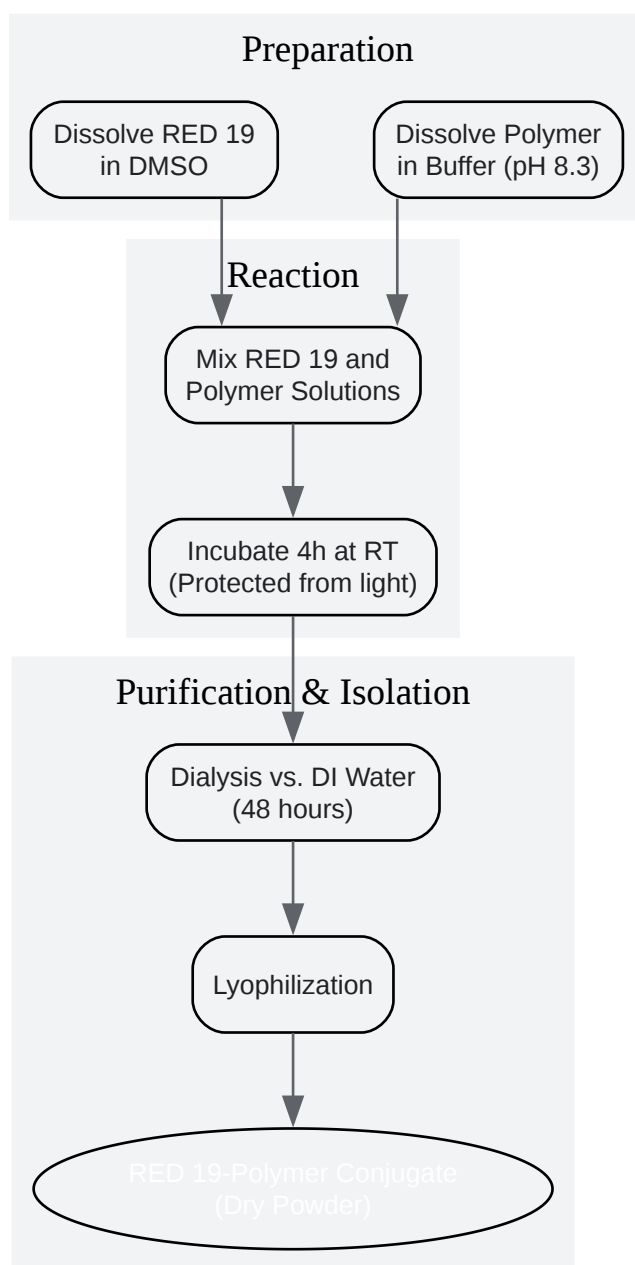 Preparation
Dissolve RED 19
in DMSO
Dissolve Polymer
in Buffer (pH 8.3)
Reaction
Mix RED 19 and
Polymer Solutions
Incubate 4h at RT
(Protected from light)
Purification & Isolation
Dialysis vs. DI Water
(48 hours)
Lyophilization
RED 19-Polymer Conjugate
(Dry Powder)